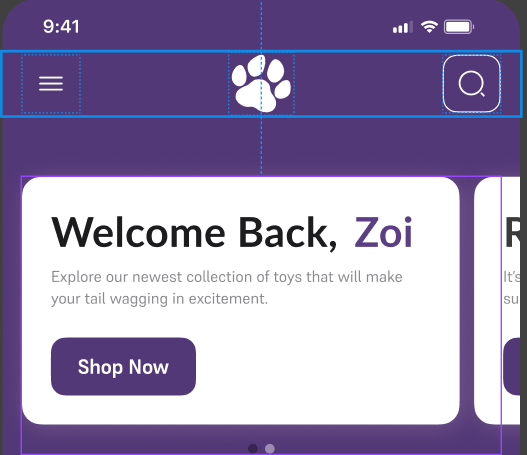 9:41
Welcome Back, Zoi
Explore our newest collection of toys that will make
your tail wagging in excitement.
Shop Now
R
It's
su